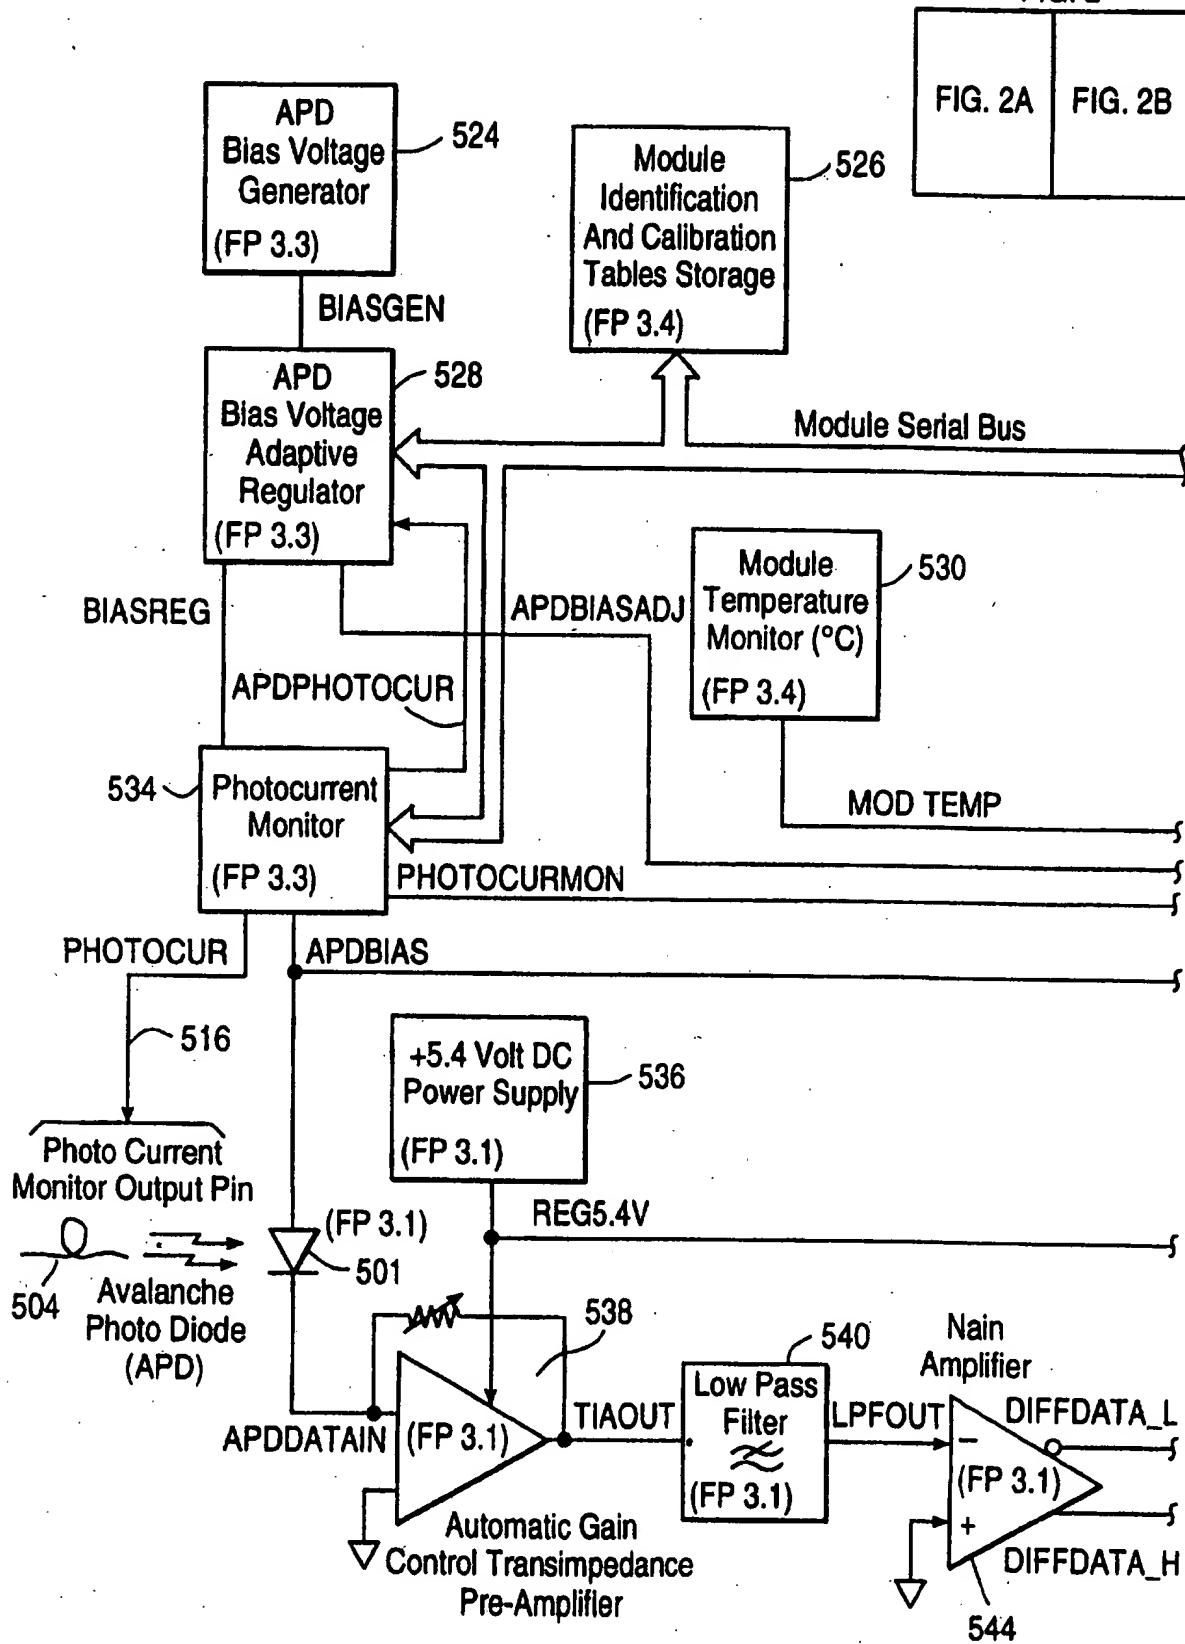 FIG. 2A
FIG. 2B
APD
Bias Voltage
Generator
(FP 3.3)
524
Module
Identification
And Calibration
Tables Storage
(FP 3.4)
526
BIASGEN
APD
Bias Voltage
Adaptive
Regulator
(FP 3.3)
528
Module Serial Bus
Module
Temperature
Monitor (°C)
(FP 3.4)
530
BIASREG
APDBIASADJ
APDPHOTOCUR
534
Photocurrent
Monitor
(FP 3.3)
MOD TEMP
PHOTOCURMON
PHOTOCUR
APDBIAS
516
+5.4 Volt DC
Power Supply
(FP 3.1)
536
Photo Current
Monitor Output Pin
REG5.4V
(FP 3.1)
501
504
Avalanche
Photo Diode
(APD)
538
540
Nain
Amplifier
Low Pass
Filter
(FP 3.1)
APDDATAIN
(FP 3.1)
TIAOUT
LPFOUT
DIFFDATA_L
−
(FP 3.1)
+
DIFFDATA_H
Automatic Gain
Control Transimpedance
Pre-Amplifier
544